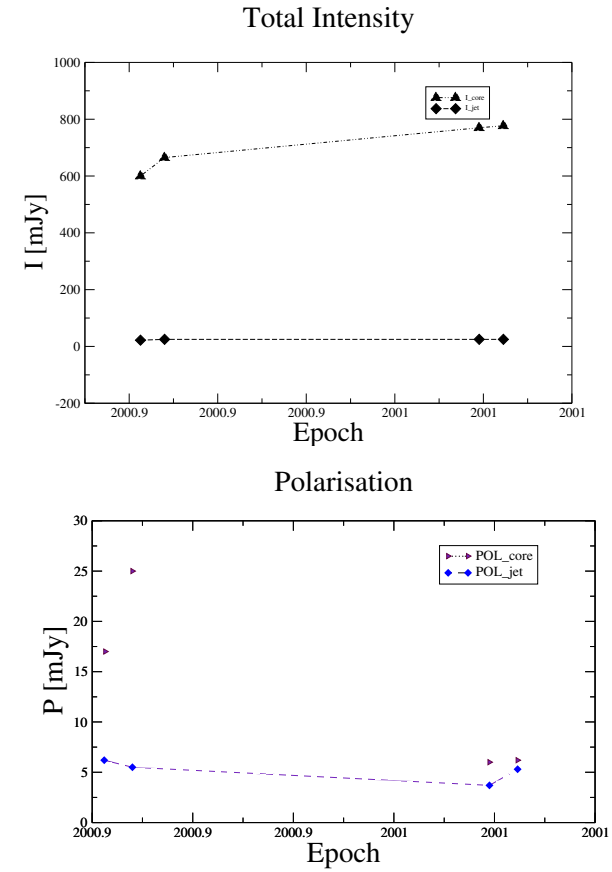 Total Intensity
1000
800
600
400
200
0
-200
I [mJy]
I_core
I_jet
2000.9 2000.9 2000.9 2001 2001 2001
Epoch
Polarisation
30
25
20
15
10
5
0
P [mJy]
POL_core
POL_jet
2000.9 2000.9 2000.9 2001 2001 2001
Epoch